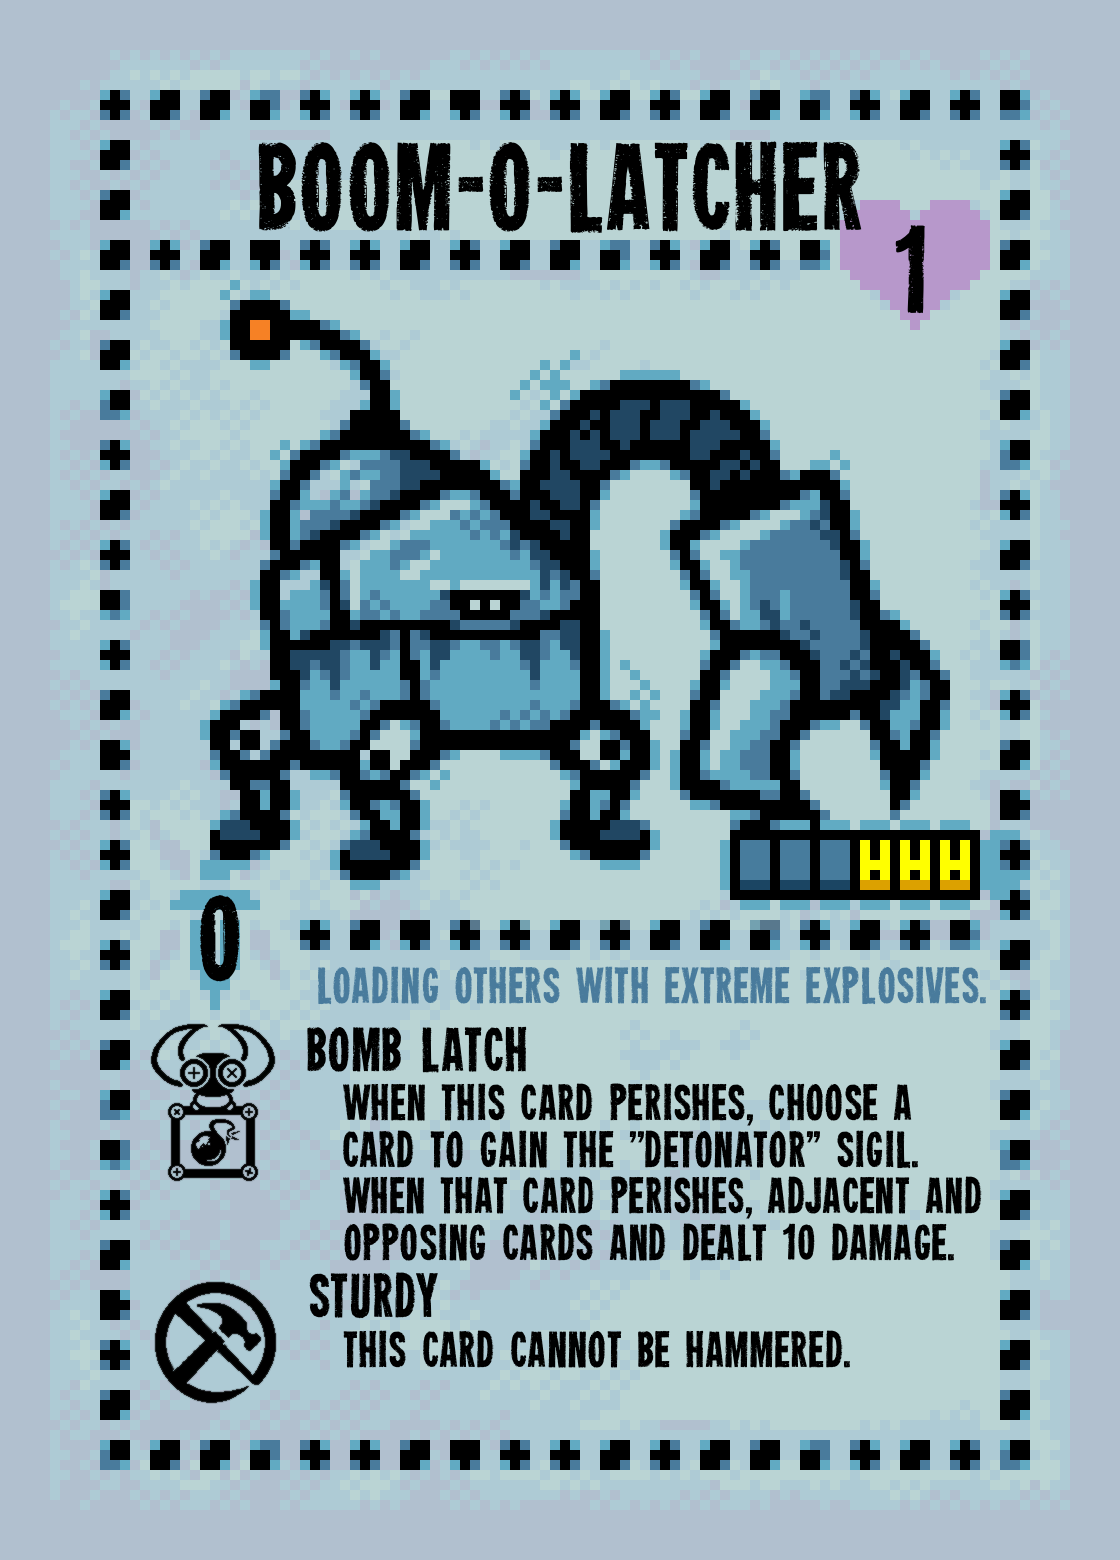 BOOM-O-LATCHER
1
0
LOADING OTHERS WITH EXTREME EXPLOSIVES.
BOMB LATCH
WHEN THIS CARD PERISHES, CHOOSE A
CARD TO GAIN THE "DETONATOR" SIGIL.
WHEN THAT CARD PERISHES, ADJACENT AND
OPPOSING CARDS AND DEALT 10 DAMAGE.
STURDY
THIS CARD CANNOT BE HAMMERED.